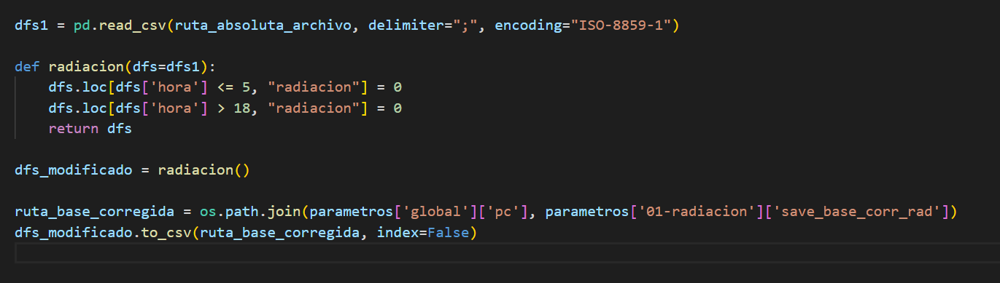 dfs1 = pd.read_csv(ruta_absoluta_archivo, delimiter=";", encoding="ISO-8859-1")
def radiacion(dfs=dfs1):
    dfs.loc[dfs['hora'] <= 5, "radiacion"] = 0
    dfs.loc[dfs['hora'] > 18, "radiacion"] = 0
    return dfs
dfs_modificado = radiacion()
ruta_base_corregida = os.path.join(parametros['global']['pc'], parametros['01-radiacion']['save_base_corr_rad'])
dfs_modificado.to_csv(ruta_base_corregida, index=False)